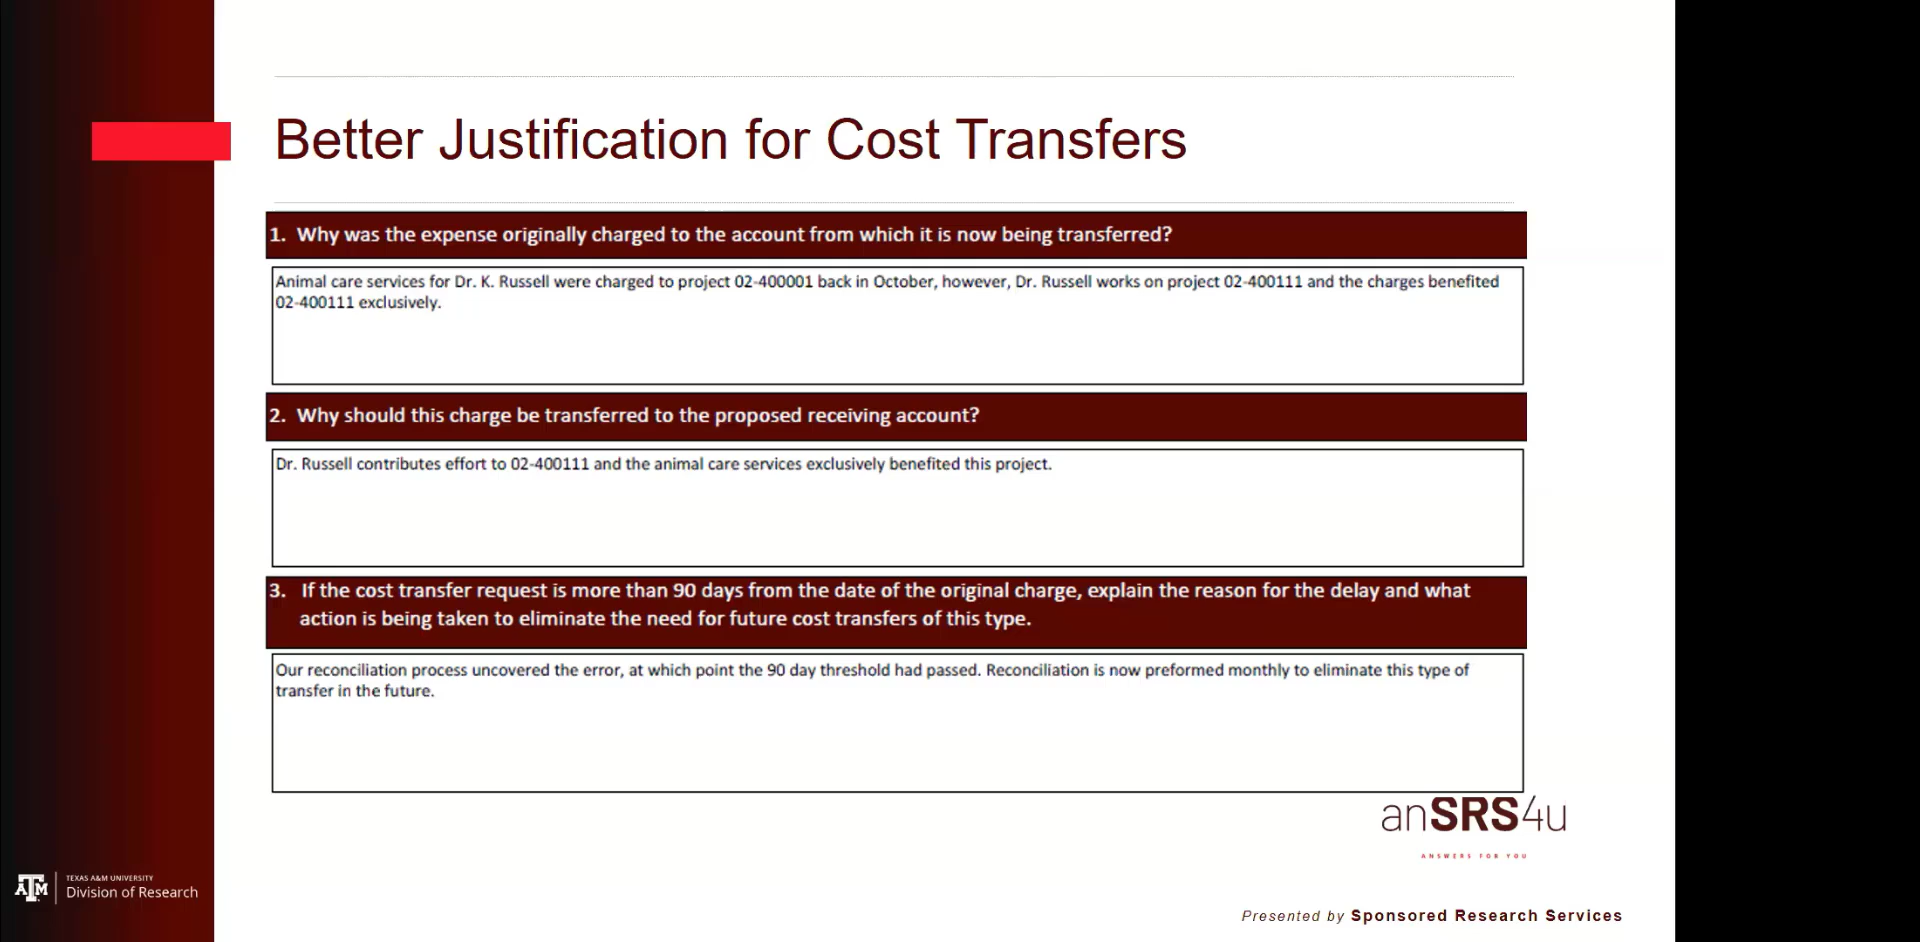 Better Justification for Cost Transfers
1. Why was the expense originally charged to the account from which it is now being transferred?
Animal care services for Dr. K. Russell were charged to project 02-400001 back in October, however, Dr. Russell works on project 02-400111 and the charges benefited
02-400111 exclusively.
2. Why should this charge be transferred to the proposed receiving account?
Dr. Russell contributes effort to 02-400111 and the animal care services exclusively benefited this project.
3. If the cost transfer request is more than 90 days from the date of the original charge, explain the reason for the delay and what
action is being taken to eliminate the need for future cost transfers of this type.
Our reconciliation process uncovered the error, at which point the 90 day threshold had passed. Reconciliation is now preformed monthly to eliminate this type of
transfer in the future.
anSRS4u
ANSWERS FOR YOU
ATM
TEXAS A&M UNIVERSITY
Division of Research
Presented by Sponsored Research Services